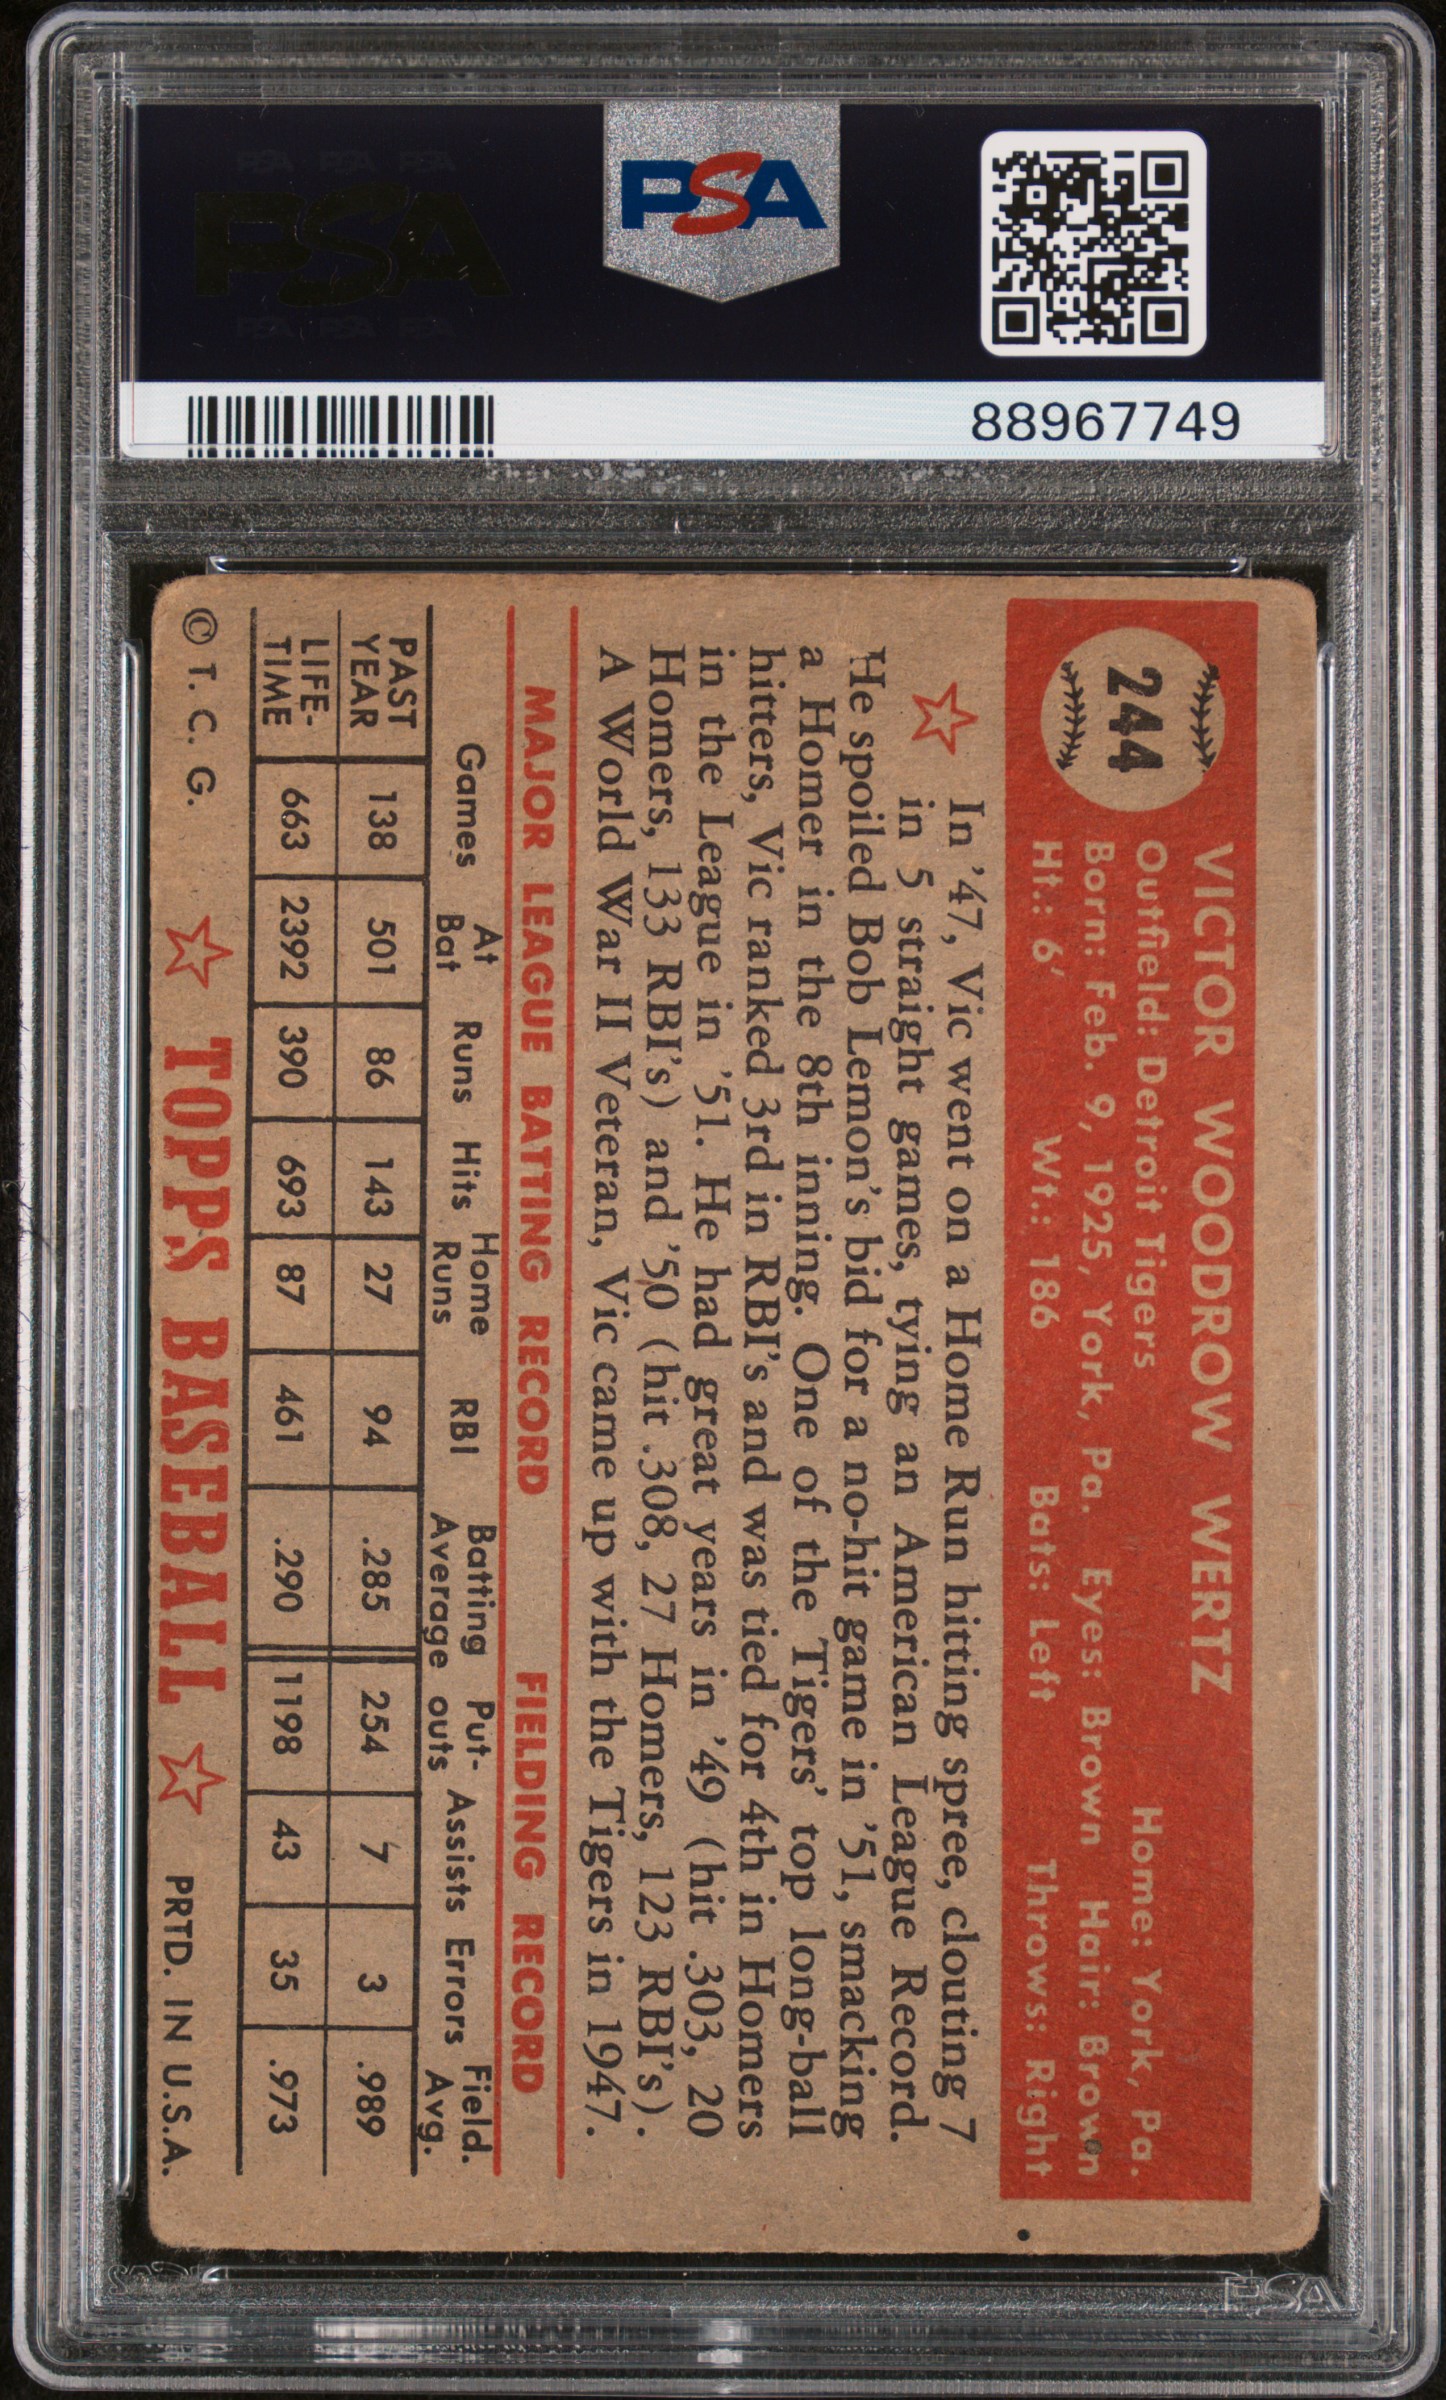 PSA PSA PSA
PSA
PSA PSA PSA
PSA
88967749
244
VICTOR WOODROW WERTZ
Outfield: Detroit Tigers Home: York, Pa.
Born: Feb. 9, 1925, York, Pa. Eyes: Brown Hair: Brown
Ht.: 6' Wt.: 186 Bats: Left Throws: Right
In '47, Vic went on a Home Run hitting spree, clouting 7
in 5 straight games, tying an American League Record.
He spoiled Bob Lemon's bid for a no-hit game in '51, smacking
a Homer in the 8th inning. One of the Tigers' top long-ball
hitters, Vic ranked 3rd in RBI's and was tied for 4th in Homers
in the League in '51. He had great years in '49 (hit .303, 20
Homers, 133 RBI's) and '50 (hit .308, 27 Homers, 123 RBI's).
A World War II Veteran, Vic came up with the Tigers in 1947.
MAJOR LEAGUE BATTING RECORD FIELDING RECORD
Games At Bat Runs Hits Home Runs RBI Batting Average Put-outs Assists Errors Field. Avg.
PAST YEAR 138 501 86 143 27 94 .285 254 7 3 .989
LIFE-TIME 663 2392 390 693 87 461 .290 1198 43 35 .973
© T. C. G. TOPPS BASEBALL PRTD. IN U.S.A.
PSA